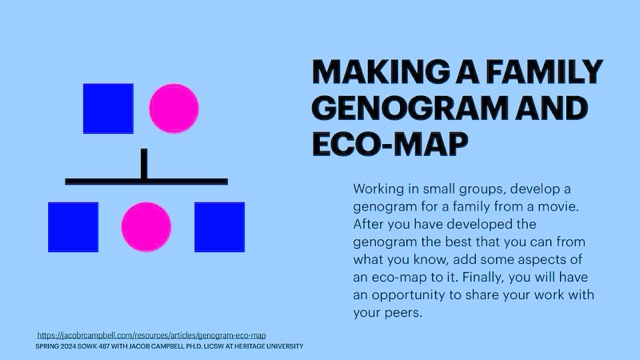 MAKING A FAMILY
GENOGRAM AND
ECO-MAP
Working in small groups, develop a
genogram for a family from a movie.
After you have developed the
genogram the best that you can from
what you know, add some aspects of
an eco-map to it. Finally, you will have
an opportunity to share your work with
your peers.
https://jacobrcampbell.com/resources/articles/genogram-eco-map
SPRING 2024 SOWK 487 WITH JACOB CAMPBELL PH.D. LICSW AT HERITAGE UNIVERSITY